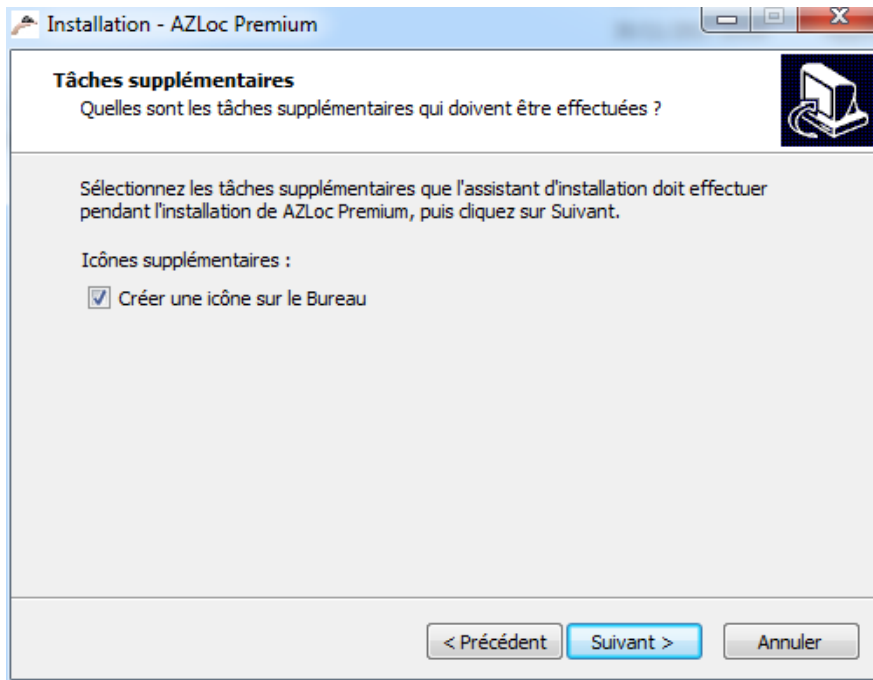 Installation - AZLoc Premium
Tâches supplémentaires
Quelles sont les tâches supplémentaires qui doivent être effectuées ?
Sélectionnez les tâches supplémentaires que l'assistant d'installation doit effectuer
pendant l'installation de AZLoc Premium, puis cliquez sur Suivant.
Icônes supplémentaires :
Créer une icône sur le Bureau
< Précédent
Suivant >
Annuler